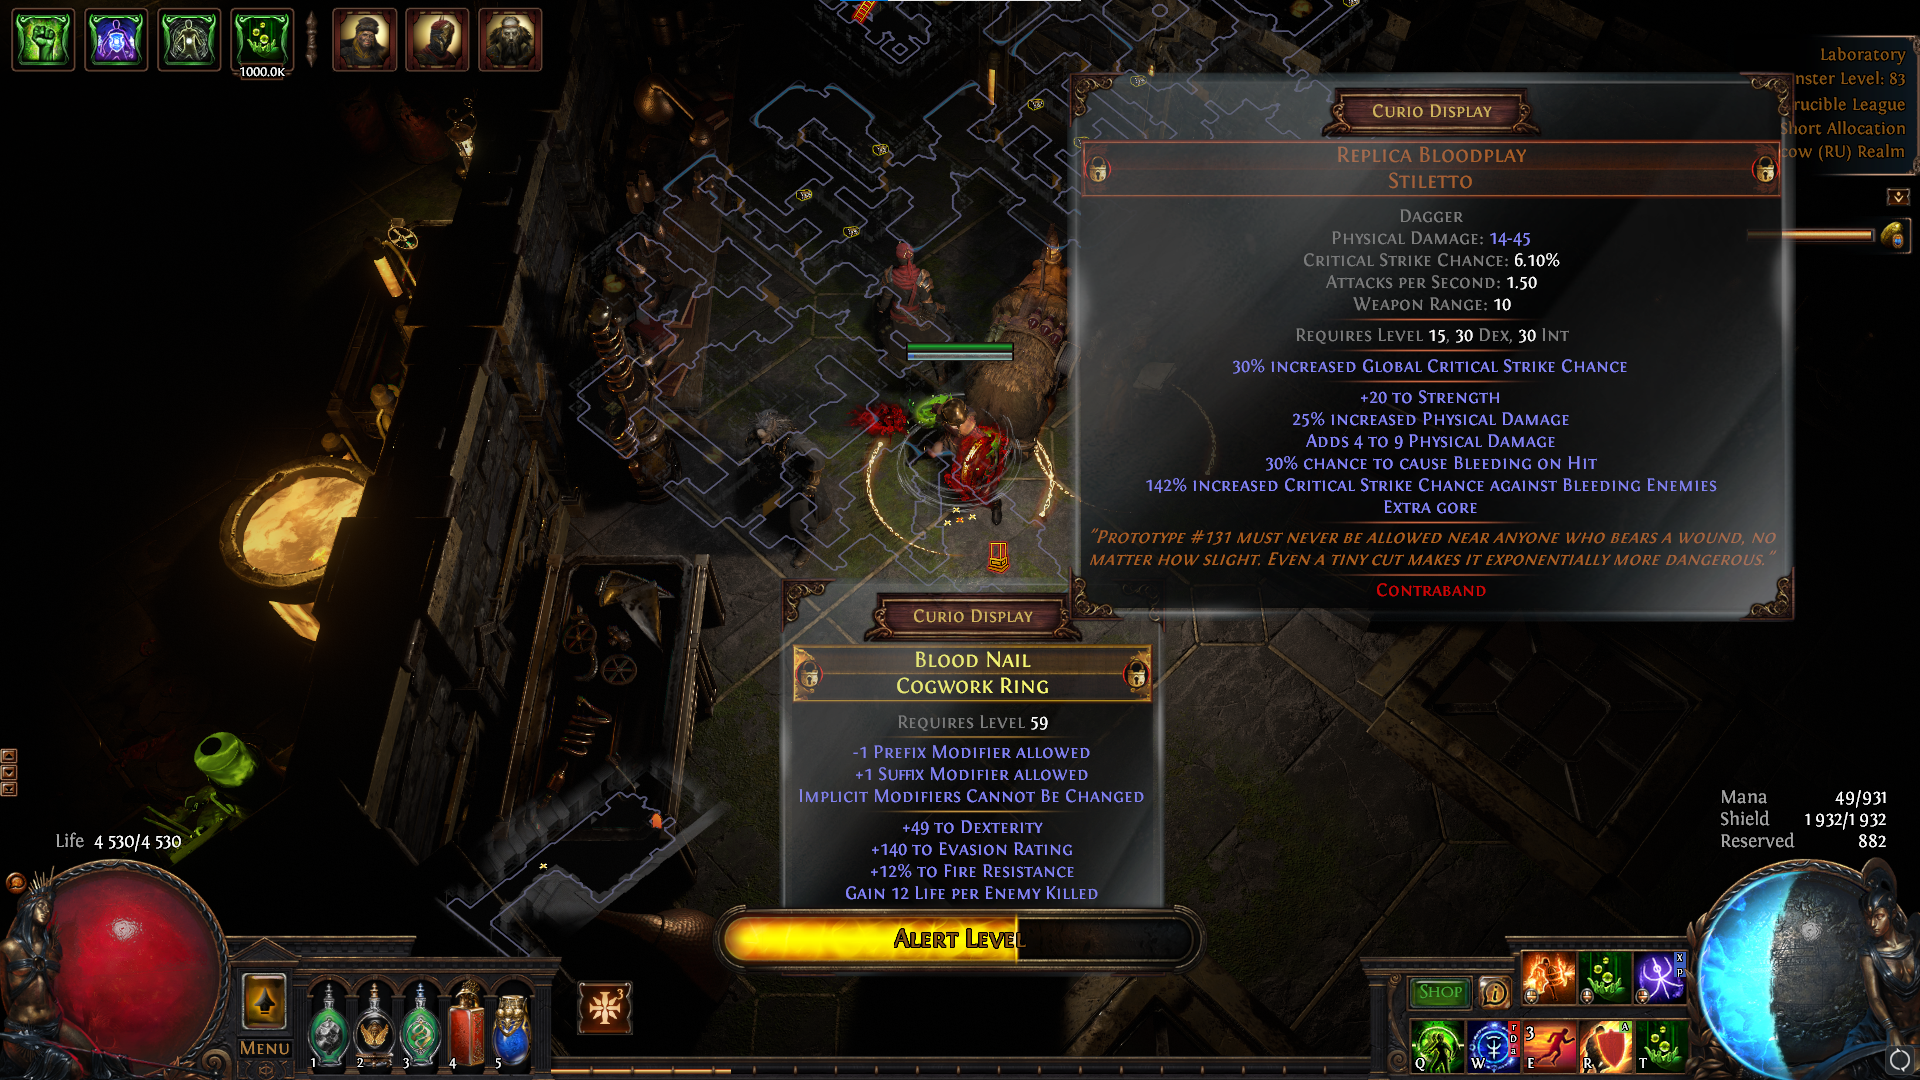 1000.0K
Laboratory
nster Level: 83
rucible League
Short Allocation
cow (RU) Realm
Curio Display
Replica Bloodplay
Stiletto
Dagger
Physical Damage: 14-45
Critical Strike Chance: 6.10%
Attacks per Second: 1.50
Weapon Range: 10
Requires Level 15, 30 Dex, 30 Int
30% increased Global Critical Strike Chance
+20 to Strength
25% increased Physical Damage
Adds 4 to 9 Physical Damage
30% chance to cause Bleeding on Hit
142% increased Critical Strike Chance against Bleeding Enemies
Extra gore
"Prototype #131 must never be allowed near anyone who bears a wound, no
matter how slight. Even a tiny cut makes it exponentially more dangerous."
Contraband
Curio Display
Blood Nail
Cogwork Ring
Requires Level 59
-1 Prefix Modifier allowed
+1 Suffix Modifier allowed
Implicit Modifiers Cannot Be Changed
+49 to Dexterity
+140 to Evasion Rating
+12% to Fire Resistance
Gain 12 Life per Enemy Killed
Alert Level
Life 4 530/4 530
Mana 49/931
Shield 1 932/1 932
Reserved 882
Menu
1 2 3 4 5
3
Shop
X
P
Q W E R T
r
D
a
3
A